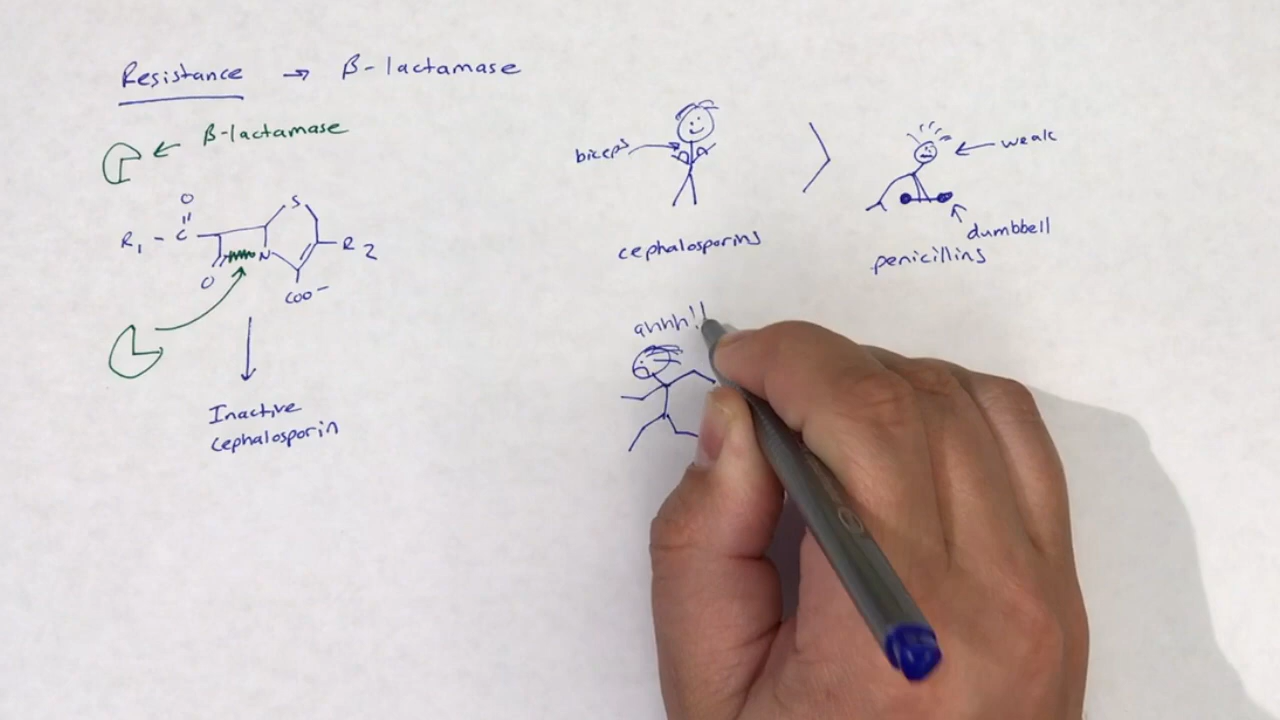 Resistance → β-lactamase
β-lactamase
O
S
R1 - C
R2
N
O
COO-
Inactive
cephalosporin
biceps
>
weak
dumbbell
cephalosporins
penicillins
ahhh!!